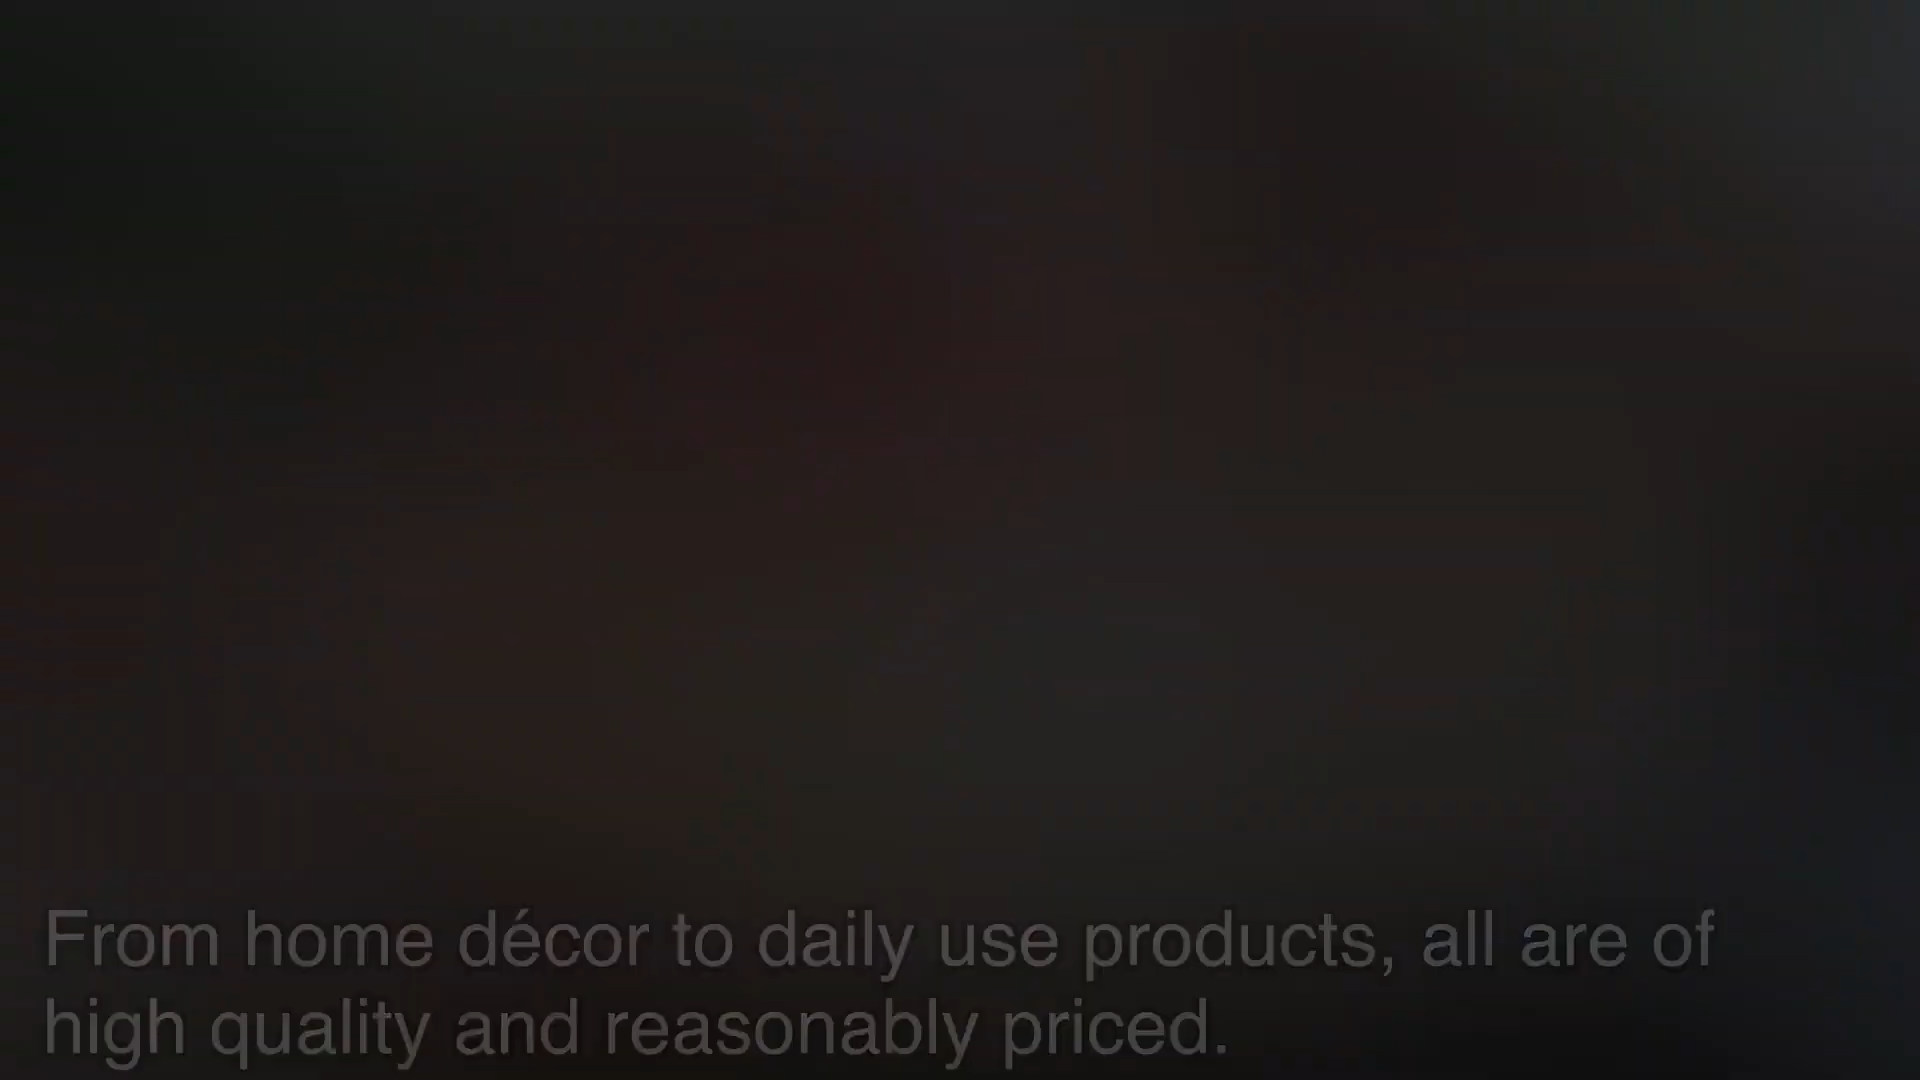 From home décor to daily use products, all are of
high quality and reasonably priced.